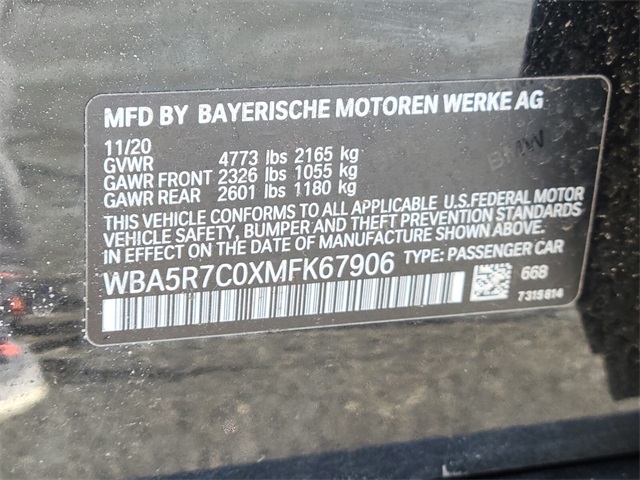 MFD BY BAYERISCHE MOTOREN WERKE AG
11/20
GVWR 4773 lbs 2165 kg
GAWR FRONT 2326 lbs 1055 kg
GAWR REAR 2601 lbs 1180 kg
BMW
THIS VEHICLE CONFORMS TO ALL APPLICABLE U.S.FEDERAL MOTOR
VEHICLE SAFETY, BUMPER AND THEFT PREVENTION STANDARDS
IN EFFECT ON THE DATE OF MANUFACTURE SHOWN ABOVE.
WBA5R7C0XMFK67906 TYPE: PASSENGER CAR
668
7315814